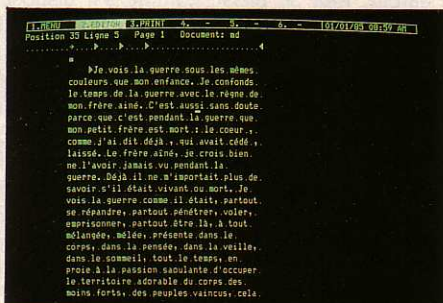 1.MENU 2.EDITOR 3.PRINT 4. - 5. - 6. - 01/01/85 08:59 AM
Position 35 Ligne 5 Page 1 Document: md
Je.vois.la.guerre.sous.les.mêmes.
couleurs.que.mon.enfance..Je.confonds.
le.temps.de.la.guerre.avec.le.règne.de.
mon.frère.ainé..C'est.aussi.sans.doute.
parce.que.c'est.pendant.la.guerre.que.
mon.petit.frère.est.mort.:.le.coeur.,.
comme.j'ai.dit.déjà.,.qui.avait.cédé.,.
laissé..Le.frère.aîné,.je.crois.bien.
ne.l'avoir.jamais.vu.pendant.la.
guerre..Déjà.il.ne.m'importait.plus.de.
savoir.s'il.était.vivant.ou.mort..Je.
vois.la.guerre.comme.il.était,.partout.
se.répandre,.partout.pénétrer,.voler,.
emprisonner,.partout.être.là,.à.tout.
mélangée,.mêlée,.présente.dans.le.
corps,.dans.la.pensée,.dans.la.veille,.
dans.le.sommeil,.tout.le.temps,.en.
proie.à.la.passion.saoulante.d'occuper.
le.territoire.adorable.du.corps.des.
moins.forts,.des.peuples.vaincus,.cela.